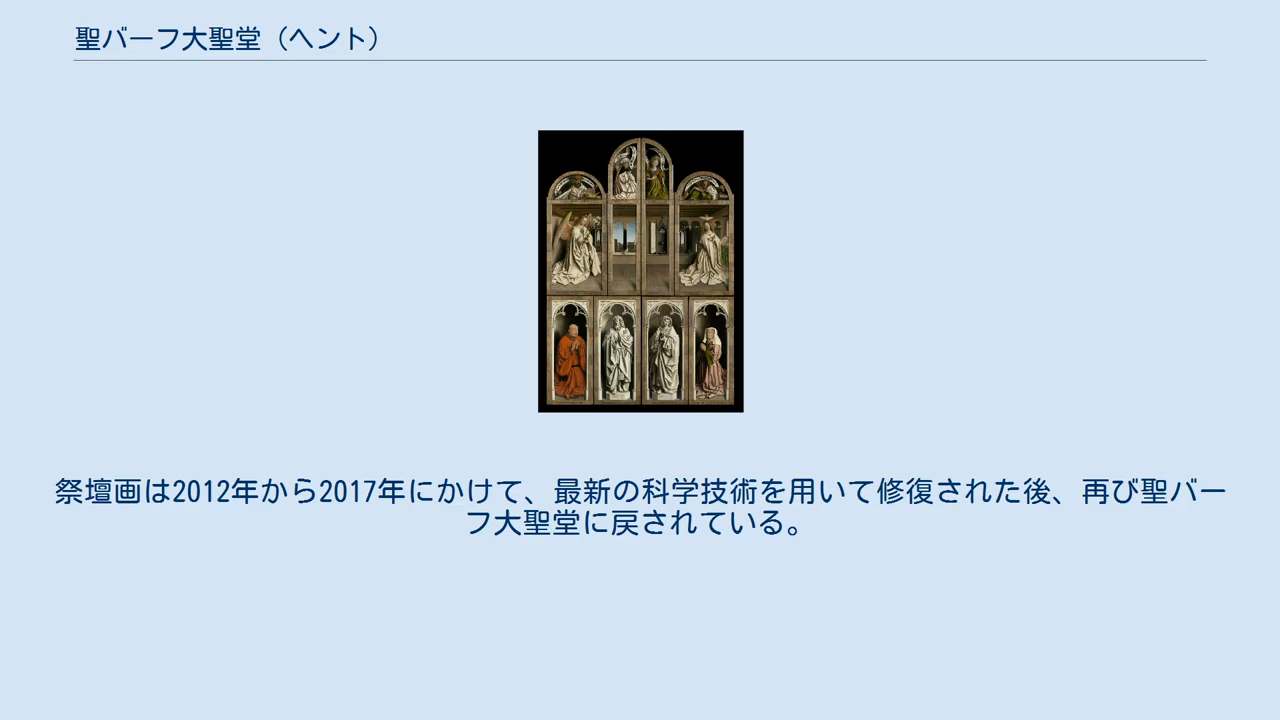 聖バーフ大聖堂（ヘント）
祭壇画は2012年から2017年にかけて、最新の科学技術を用いて修復された後、再び聖バー
フ大聖堂に戻されている。